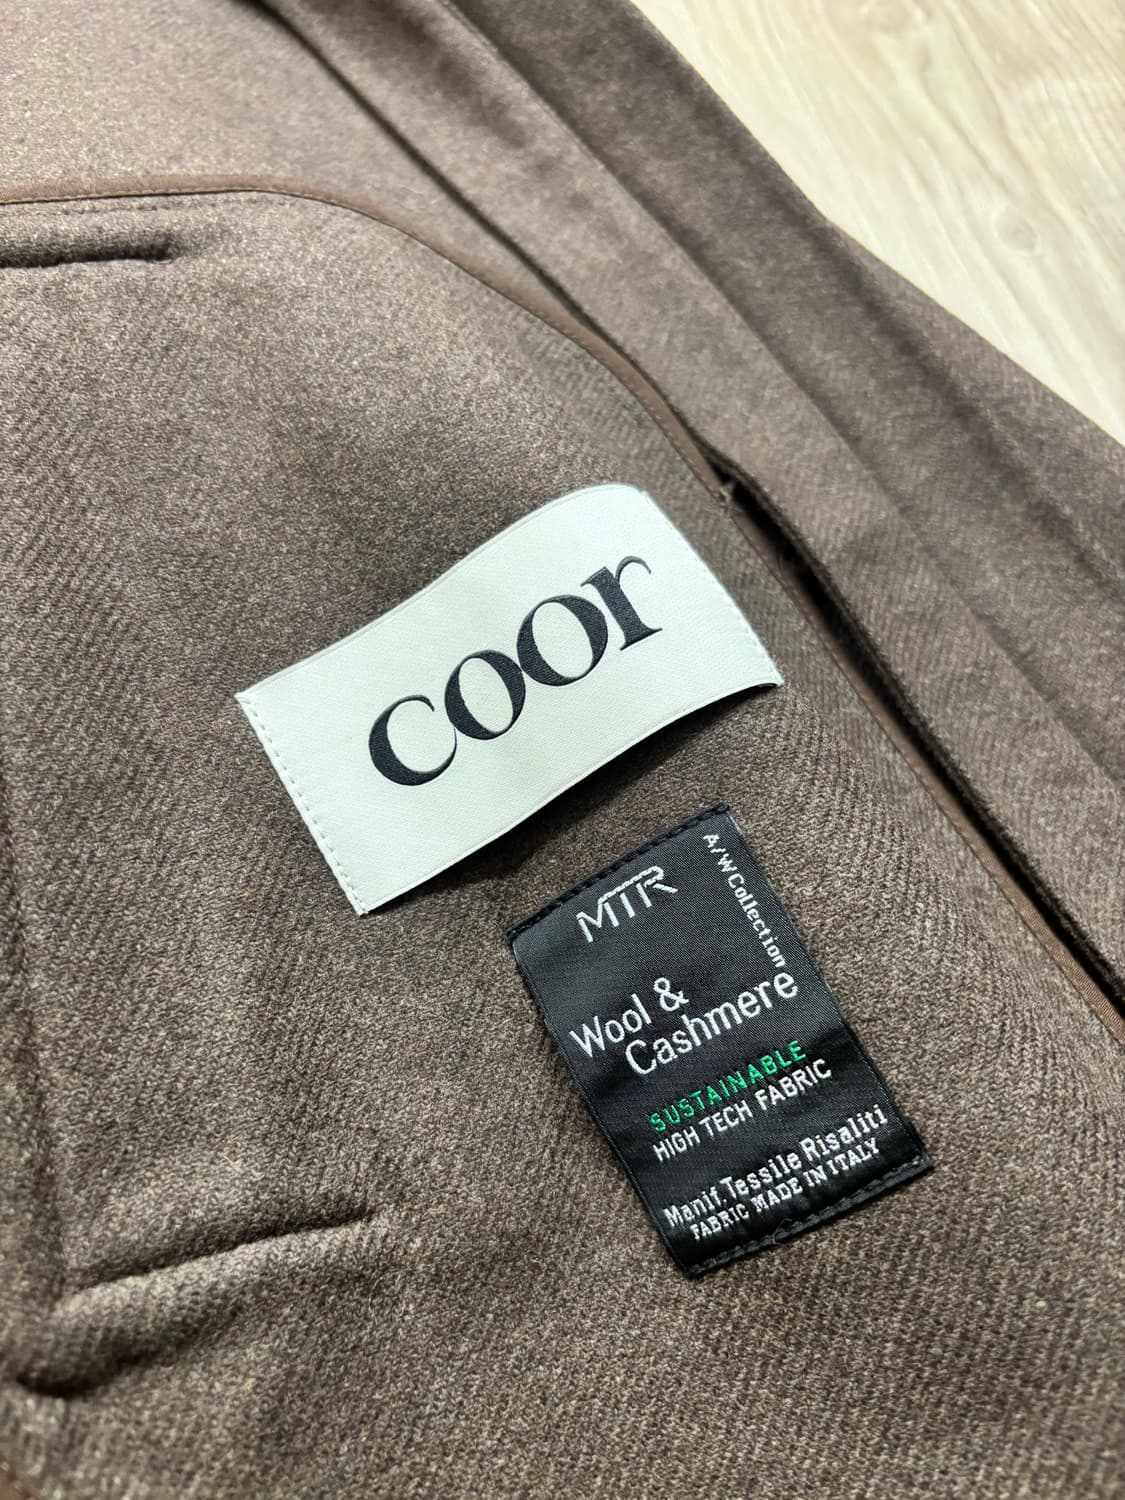 coor
MTR
A/W Collection
Wool &
Cashmere
SUSTAINABLE
HIGH TECH FABRIC
Manif. Tessile Risaliti
FABRIC MADE IN ITALY